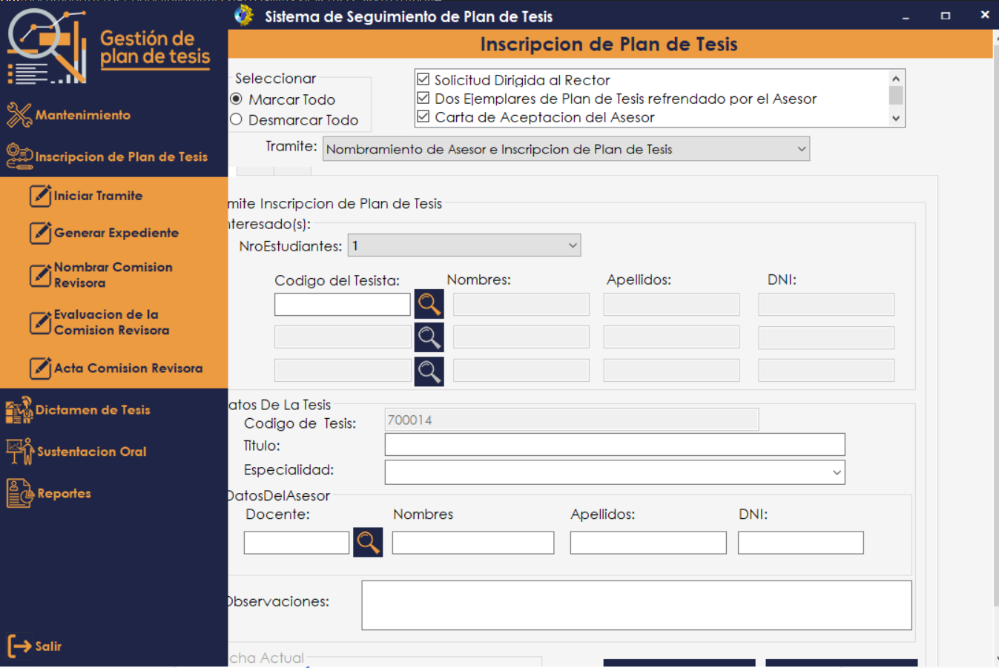 Sistema de Seguimiento de Plan de Tesis
Gestión de
plan de tesis
Mantenimiento
Inscripcion de Plan de Tesis
Iniciar Tramite
Generar Expediente
Nombrar Comision
Revisora
Evaluacion de la
Comision Revisora
Acta Comision Revisora
Dictamen de Tesis
Sustentacion Oral
Reportes
Salir
Inscripcion de Plan de Tesis
Seleccionar
Marcar Todo
Desmarcar Todo
Solicitud Dirigida al Rector
Dos Ejemplares de Plan de Tesis refrendado por el Asesor
Carta de Aceptacion del Asesor
Tramite: Nombramiento de Asesor e Inscripcion de Plan de Tesis
mite Inscripcion de Plan de Tesis
nteresado(s):
NroEstudiantes: 1
Codigo del Tesista: Nombres: Apellidos: DNI:
atos De La Tesis
Codigo de Tesis: 700014
Titulo:
Especialidad:
DatosDelAsesor
Docente: Nombres Apellidos: DNI:
Observaciones:
cha Actual